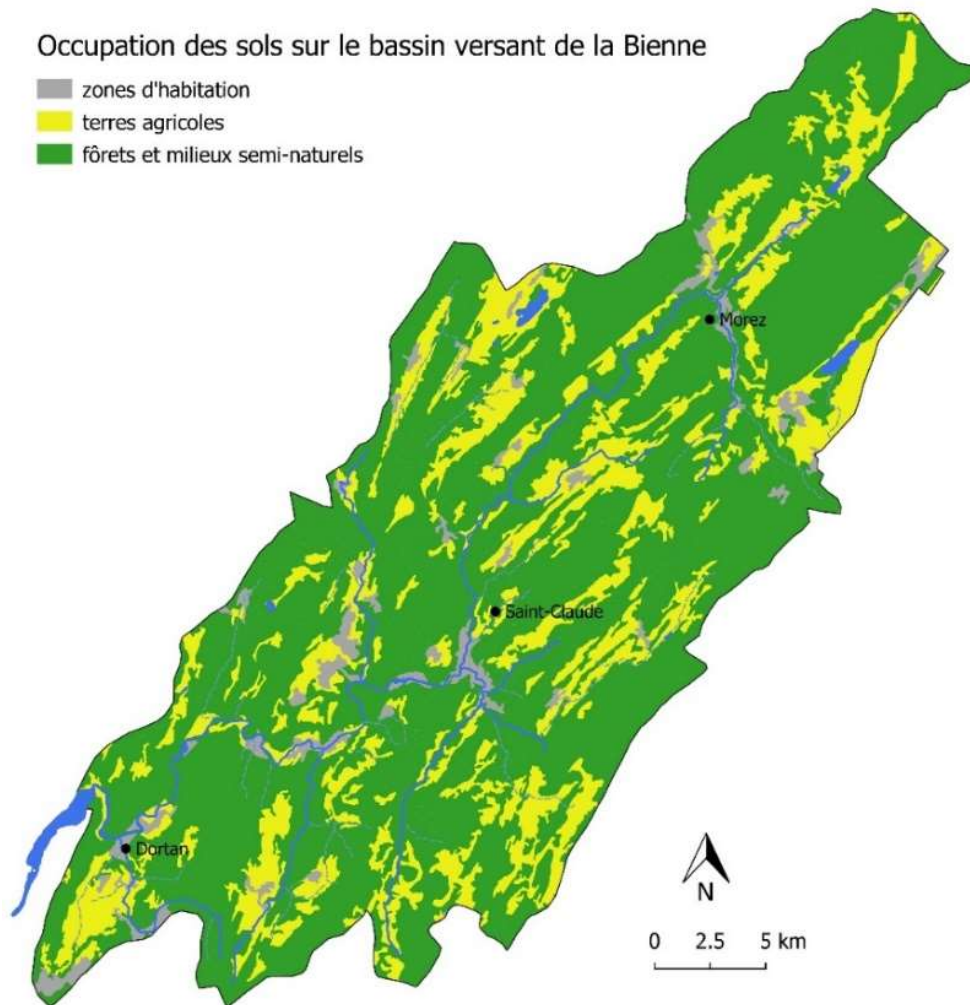 Occupation des sols sur le bassin versant de la Bienne
zones d'habitation
terres agricoles
fôrets et milieux semi-naturels
Morez
Saint-Claude
Dortan
N
0 2.5 5 km